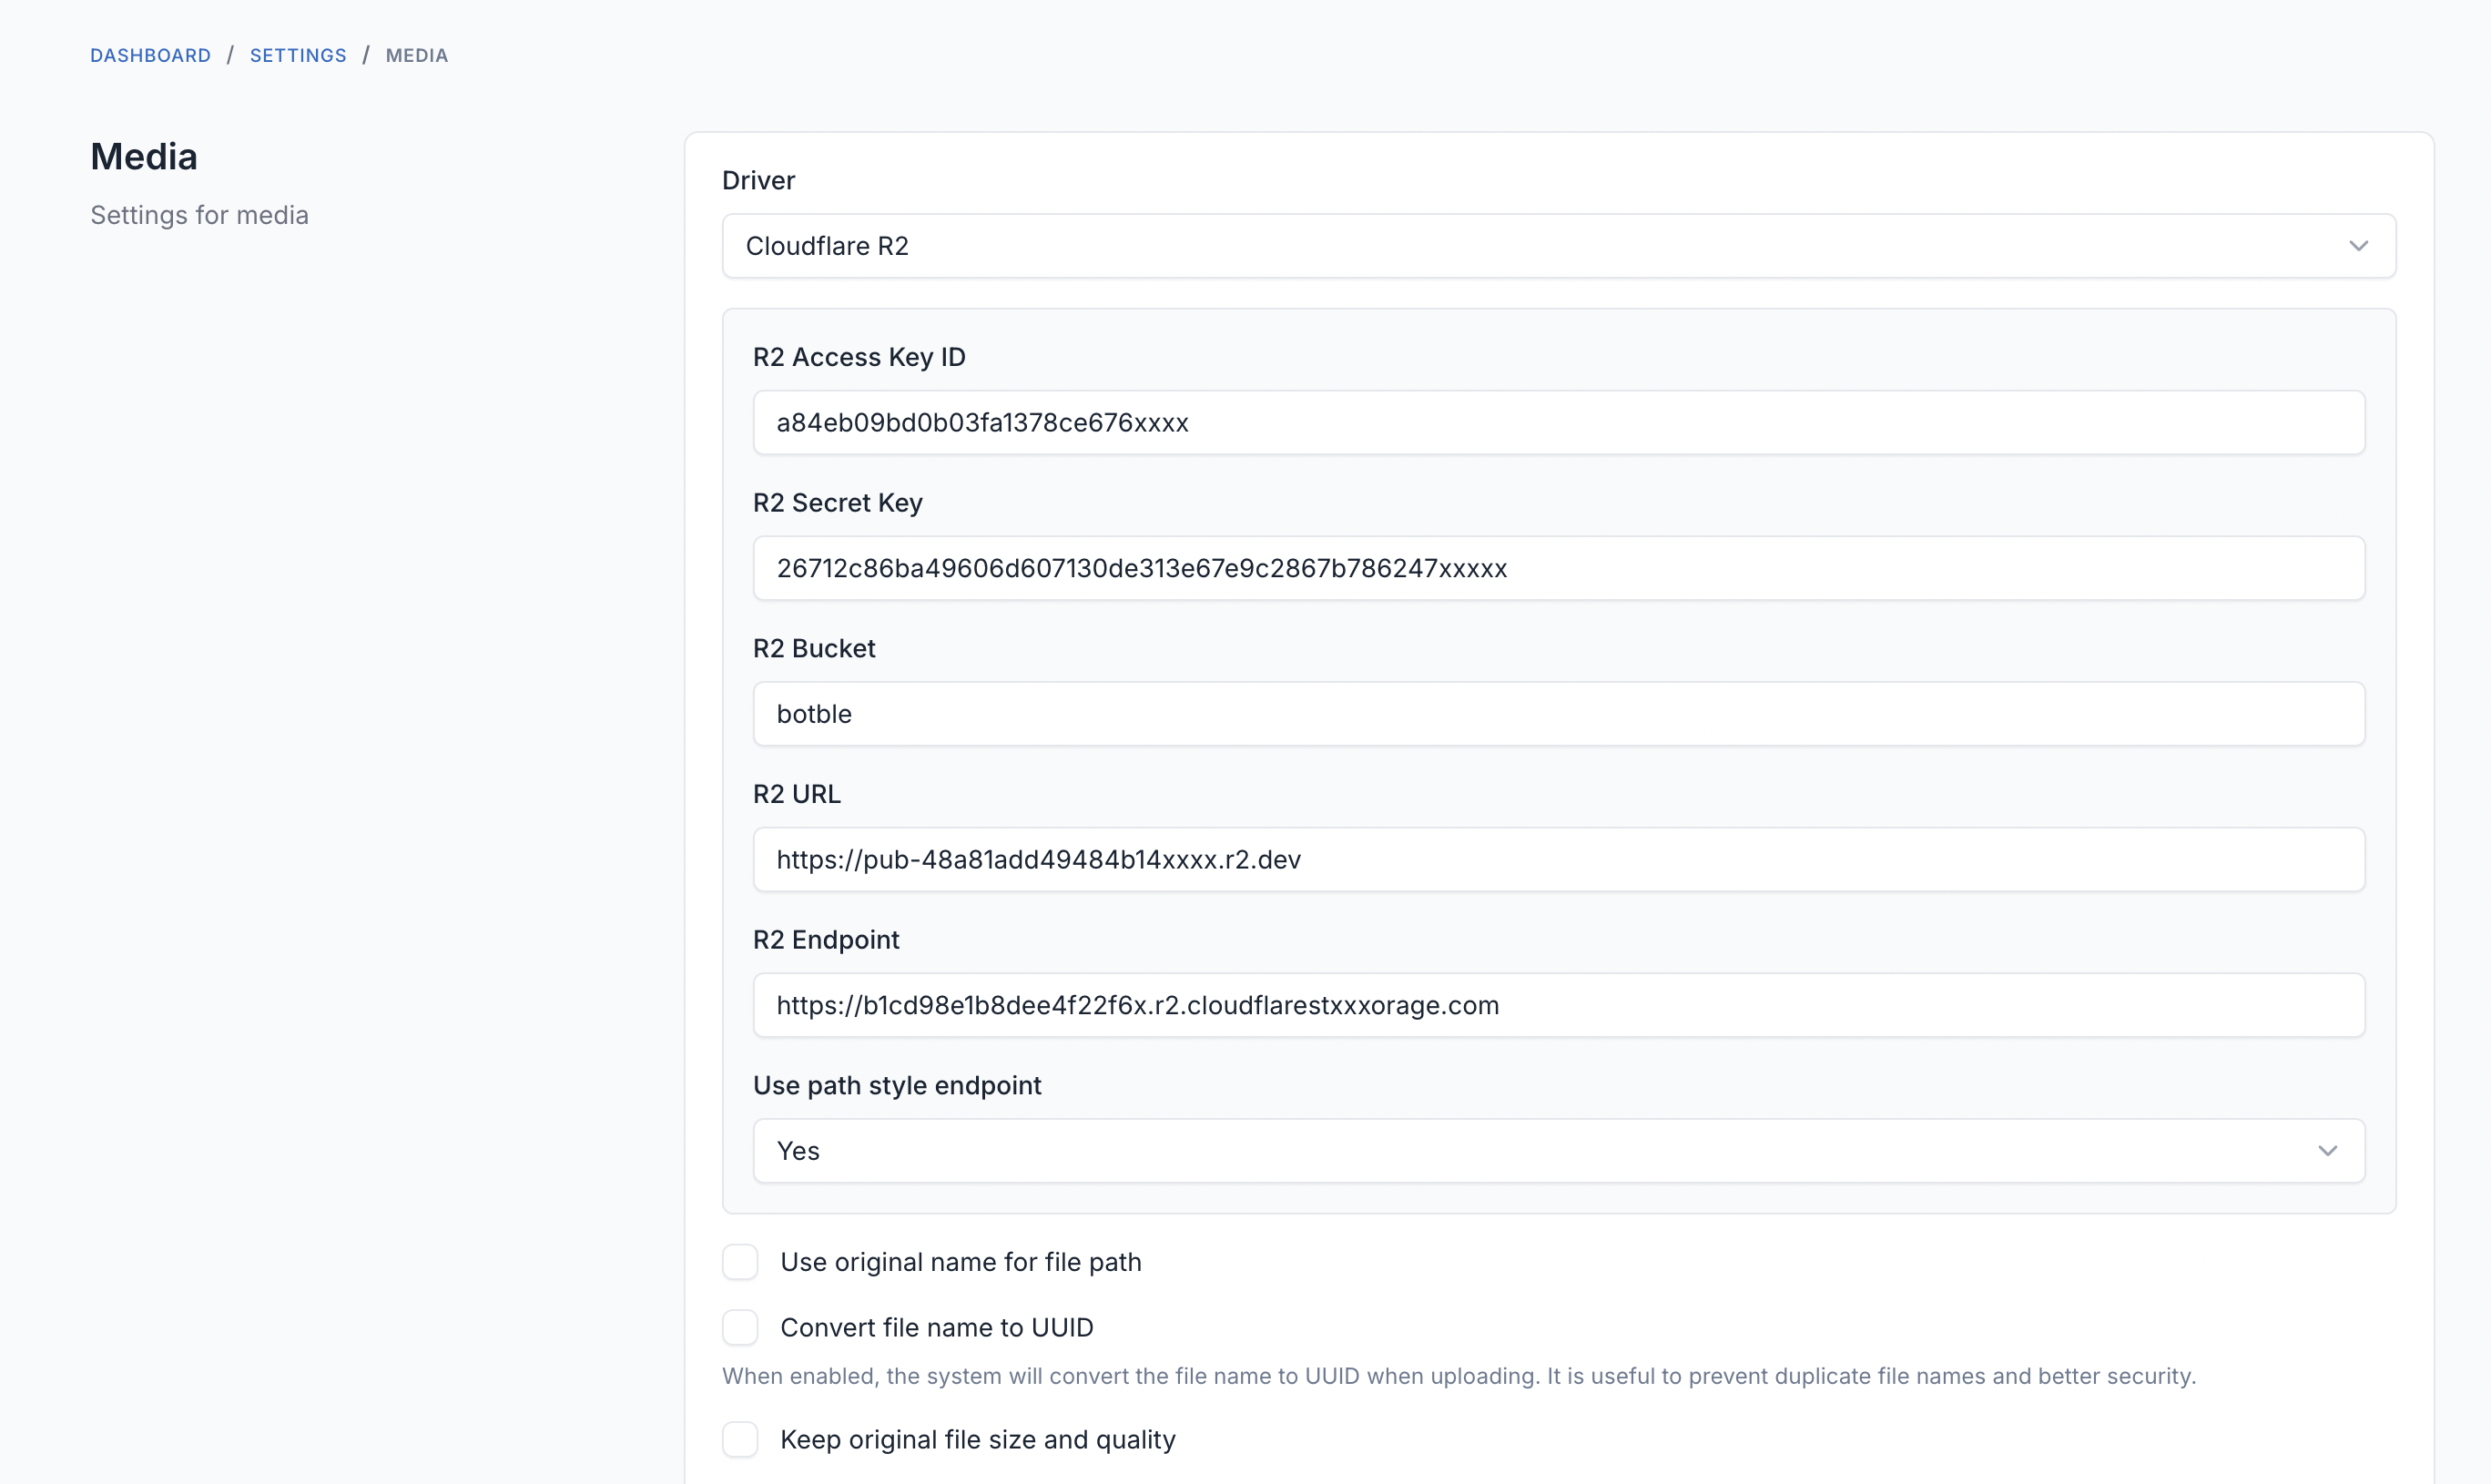 DASHBOARD / SETTINGS / MEDIA
Media
Settings for media
Driver
Cloudflare R2
R2 Access Key ID
a84eb09bd0b03fa1378ce676xxxx
R2 Secret Key
26712c86ba49606d607130de313e67e9c2867b786247xxxxx
R2 Bucket
botble
R2 URL
https://pub-48a81add49484b14xxxx.r2.dev
R2 Endpoint
https://b1cd98e1b8dee4f22f6x.r2.cloudflarestxxxorage.com
Use path style endpoint
Yes
Use original name for file path
Convert file name to UUID
When enabled, the system will convert the file name to UUID when uploading. It is useful to prevent duplicate file names and better security.
Keep original file size and quality